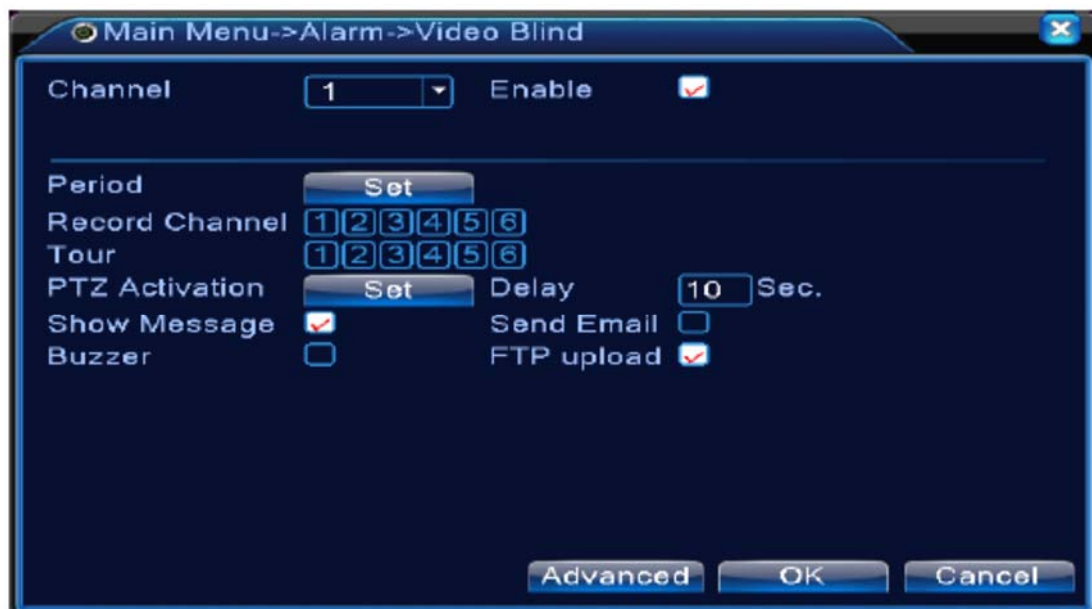 Main Menu->Alarm->Video Blind
Channel 1 Enable
Period Set
Record Channel 1 2 3 4 5 6
Tour 1 2 3 4 5 6
PTZ Activation Set Delay 10 Sec.
Show Message Send Email
Buzzer FTP upload
Advanced OK Cancel